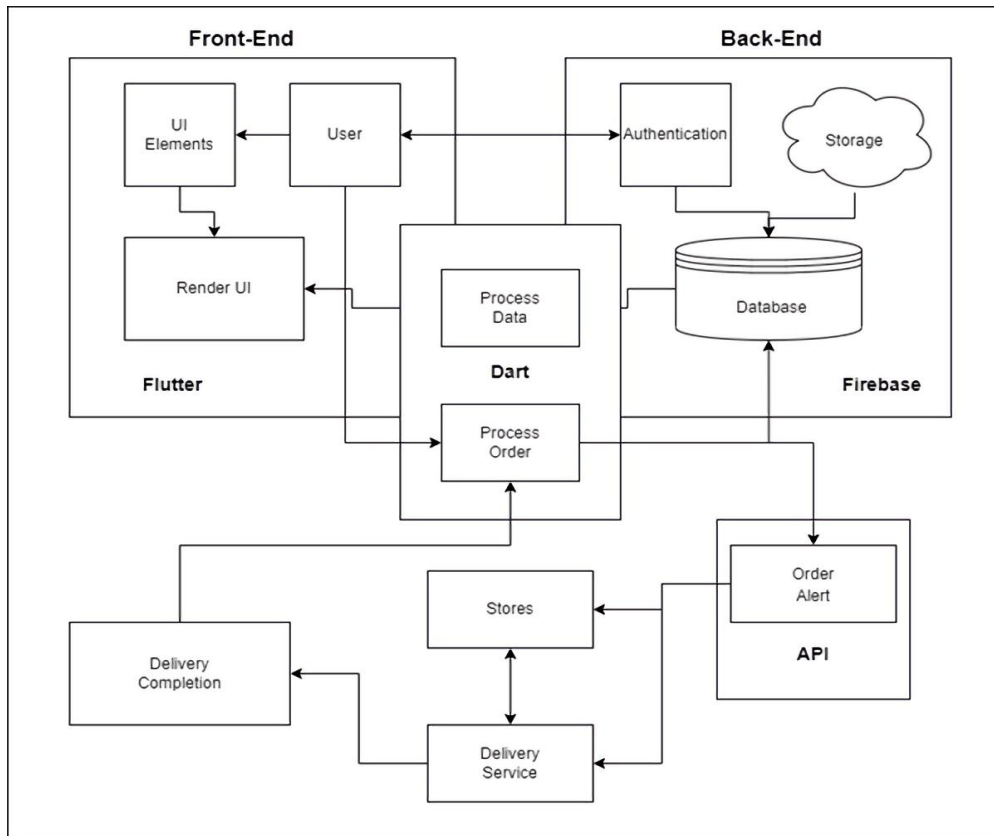 Front-End
Back-End
UI
Elements
User
Authentication
Storage
Render UI
Process
Data
Database
Flutter
Dart
Firebase
Process
Order
Order
Alert
Stores
API
Delivery
Completion
Delivery
Service